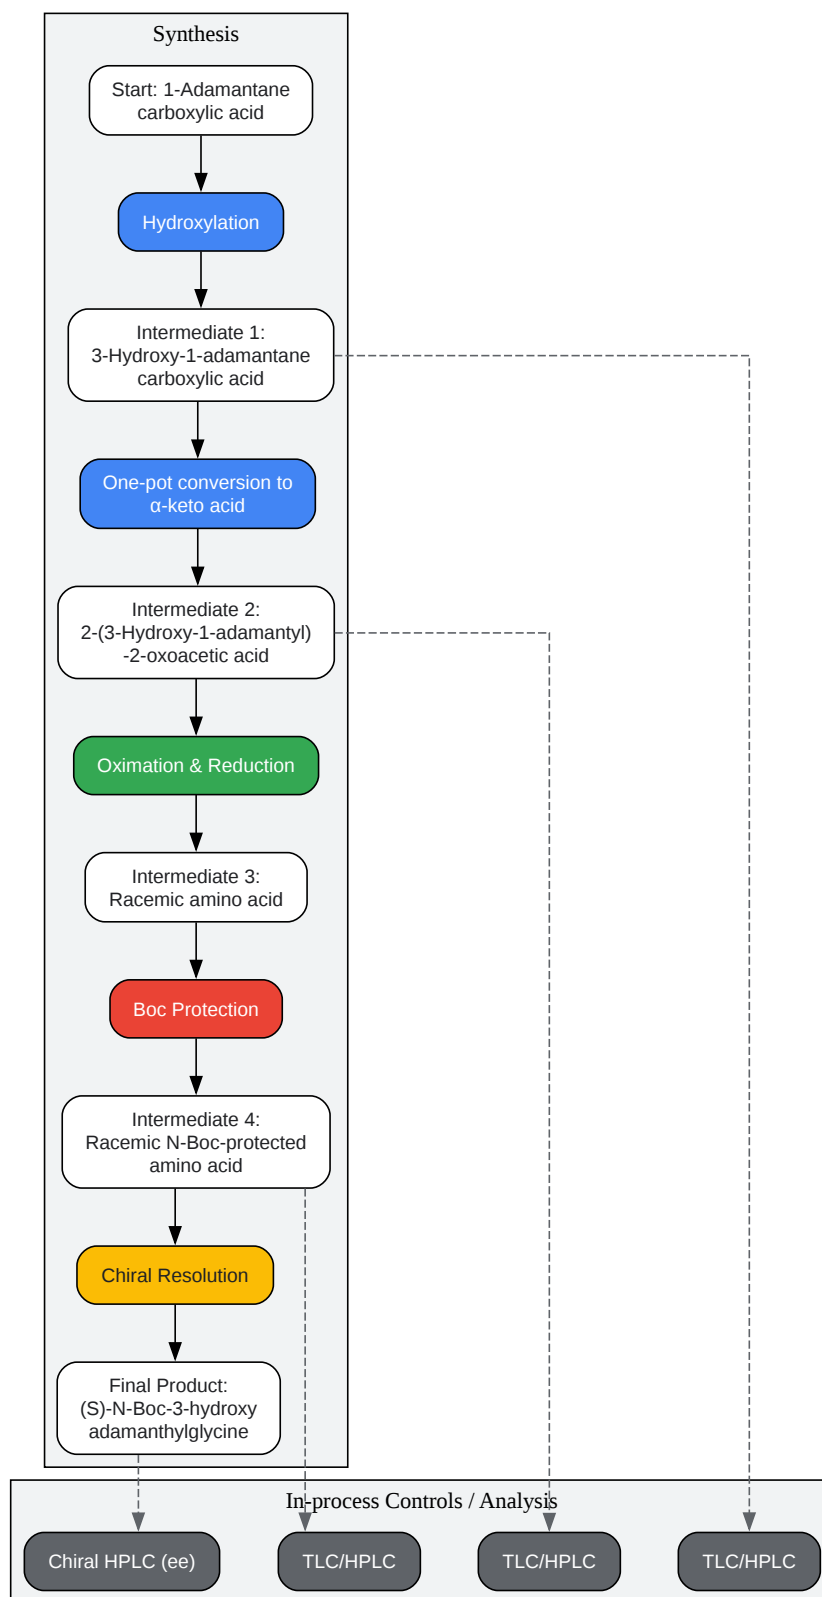 Synthesis
Start: 1-Adamantane
carboxylic acid
Hydroxylation
Intermediate 1:
3-Hydroxy-1-adamantane
carboxylic acid
One-pot conversion to
α-keto acid
Intermediate 2:
2-(3-Hydroxy-1-adamantyl)
-2-oxoacetic acid
Oximation & Reduction
Intermediate 3:
Racemic amino acid
Boc Protection
Intermediate 4:
Racemic N-Boc-protected
amino acid
Chiral Resolution
Final Product:
(S)-N-Boc-3-hydroxy
adamanthylglycine
In-process Controls / Analysis
Chiral HPLC (ee)
TLC/HPLC
TLC/HPLC
TLC/HPLC